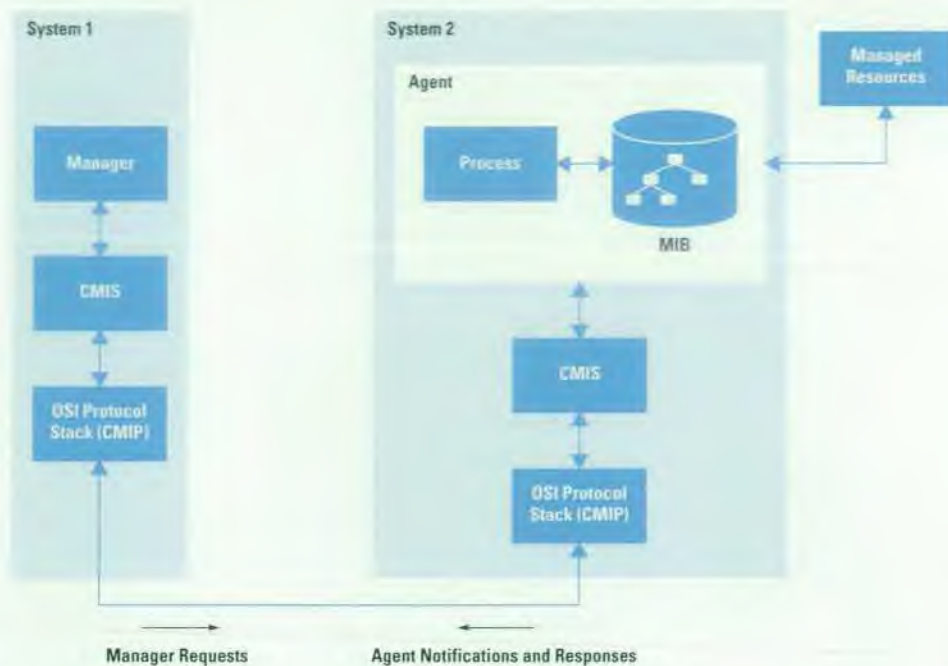 System 1
Manager
CMIS
OSI Protocol
Stack (CMIP)
System 2
Agent
Process
MIB
CMIS
OSI Protocol
Stack (CMIP)
Managed
Resources
Manager Requests
Agent Notifications and Responses